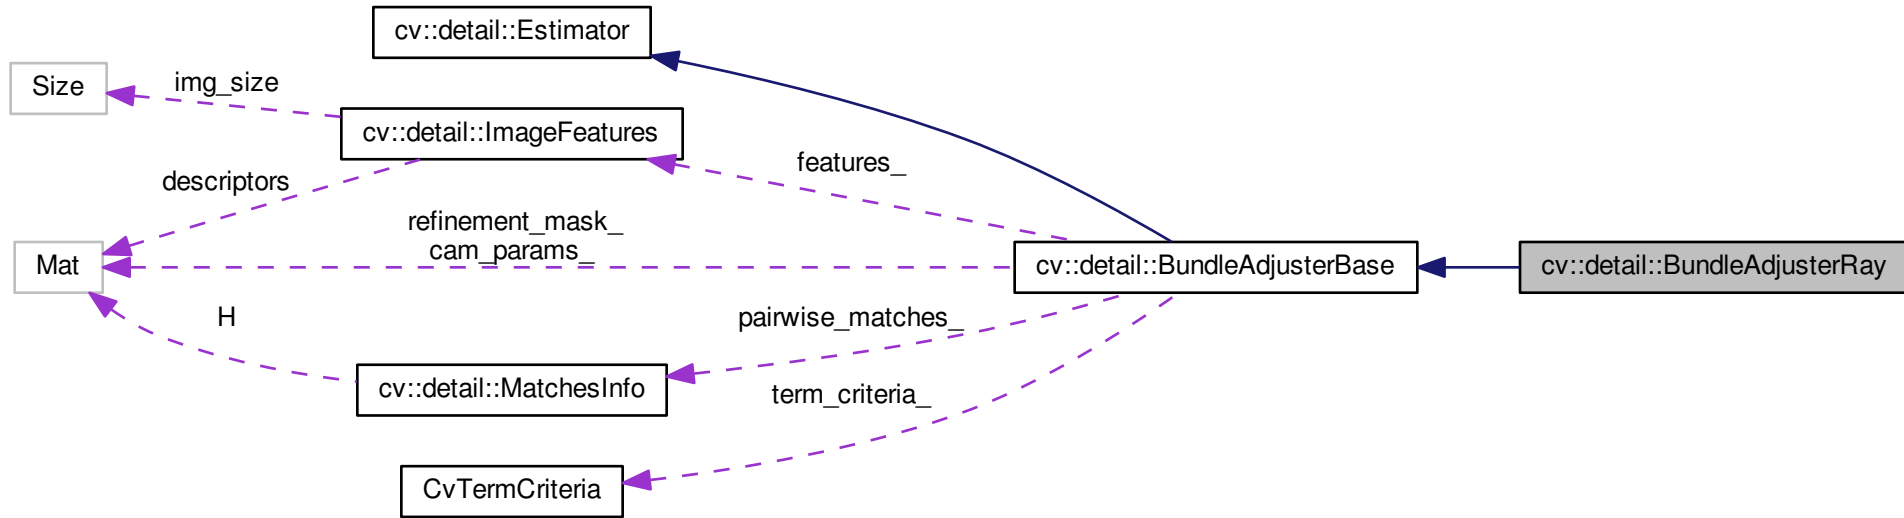 cv::detail::Estimator
Size
img_size
cv::detail::ImageFeatures
features_
descriptors
refinement_mask_
cam_params_
Mat
cv::detail::BundleAdjusterBase
cv::detail::BundleAdjusterRay
H
pairwise_matches_
cv::detail::MatchesInfo
term_criteria_
CvTermCriteria